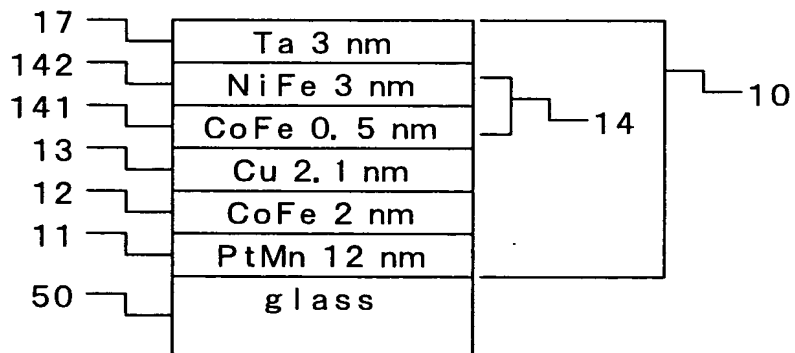 17 Ta 3 nm
142 NiFe 3 nm
141 CoFe 0.5 nm
13 Cu 2.1 nm
12 CoFe 2 nm
11 PtMn 12 nm
50 glass
14
10